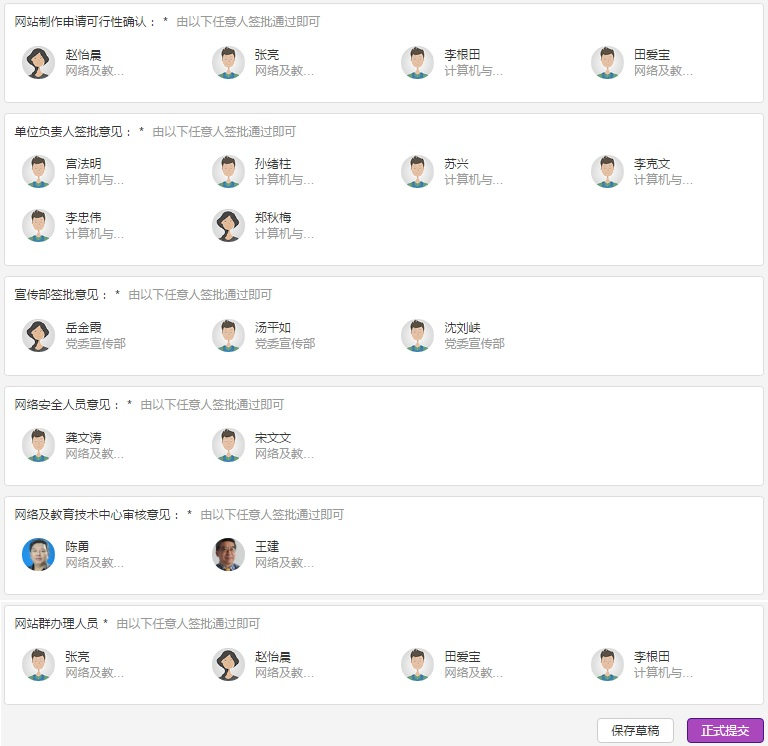 网站制作申请可行性确认： * 由以下任意人签批通过即可
赵怡晨 张亮 李根田 田爱宝
网络及教... 网络及教... 计算机与... 网络及教...
单位负责人签批意见： * 由以下任意人签批通过即可
宫法明 孙绪柱 苏兴 李克文
计算机与... 计算机与... 计算机与... 计算机与...
李忠伟 郑秋梅
计算机与... 计算机与...
宣传部签批意见： * 由以下任意人签批通过即可
岳金霞 汤平如 沈刘峡
党委宣传部 党委宣传部 党委宣传部
网络安全人员意见： * 由以下任意人签批通过即可
龚文涛 宋文文
网络及教... 网络及教...
网络及教育技术中心审核意见： * 由以下任意人签批通过即可
陈勇 王建
网络及教... 网络及教...
网站群办理人员 * 由以下任意人签批通过即可
张亮 赵怡晨 田爱宝 李根田
网络及教... 网络及教... 网络及教... 计算机与...
保存草稿 正式提交